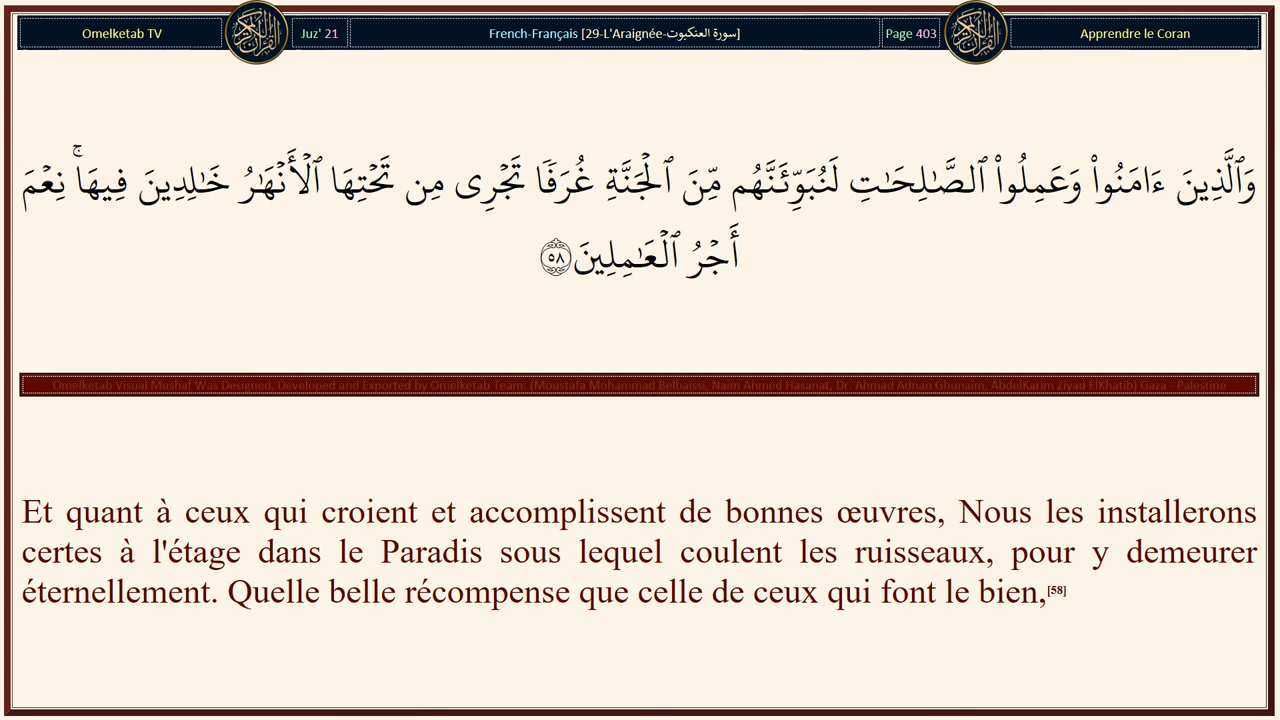 Omelketab TV
Juz' 21
French-Français [29-L'Araignée-سورة العنكبوت]
Page 403
Apprendre le Coran
وَٱلَّذِينَ ءَامَنُوا۟ وَعَمِلُوا۟ ٱلصَّـٰلِحَـٰتِ لَنُبَوِّئَنَّهُم مِّنَ ٱلْجَنَّةِ غُرَفًا تَجْرِى مِن تَحْتِهَا ٱلْأَنْهَـٰرُ خَـٰلِدِينَ فِيهَا ۚ نِعْمَ
أَجْرُ ٱلْعَـٰمِلِينَ ٥٨
Omelketab Visual Mushaf Was Designed, Developed and Exported by Omelketab Team: (Moustafa Mohammad Belbaissi, Naim Ahmed Hasanat, Dr. Ahmad Adnan Ghunaim, AbdelKarim Ziyad ElKhatib) Gaza - Palestine
Et quant à ceux qui croient et accomplissent de bonnes œuvres, Nous les installerons
certes à l'étage dans le Paradis sous lequel coulent les ruisseaux, pour y demeurer
éternellement. Quelle belle récompense que celle de ceux qui font le bien,[58]